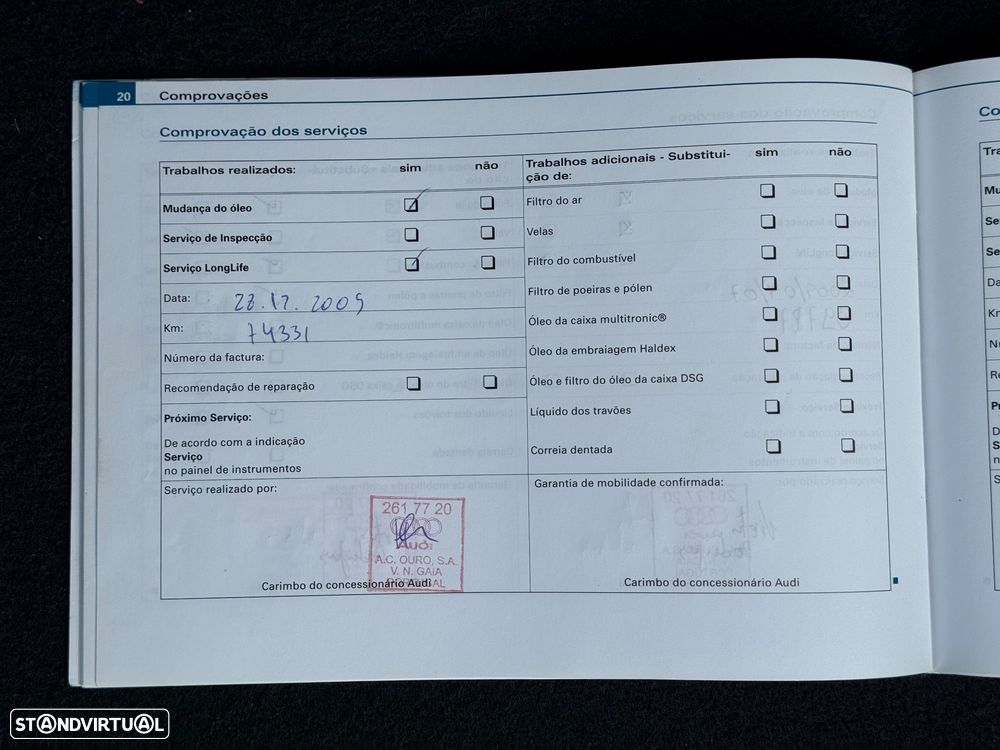 20 Comprovações
Comprovação dos serviços
Trabalhos realizados: sim não
Mudança do óleo
Serviço de Inspecção
Serviço LongLife
Data: 28.12.2009
Km: 74331
Número da factura:
Recomendação de reparação
Próximo Serviço:
De acordo com a indicação
Serviço
no painel de instrumentos
Serviço realizado por:
261 77 20
Audi
A.C. OURO, S.A.
V. N. GAIA
PORTUGAL
Carimbo do concessionário Audi
Trabalhos adicionais - Substitui-
ção de: sim não
Filtro do ar
Velas
Filtro do combustível
Filtro de poeiras e pólen
Óleo da caixa multitronic®
Óleo da embraiagem Haldex
Óleo e filtro do óleo da caixa DSG
Líquido dos travões
Correia dentada
Garantia de mobilidade confirmada:
Carimbo do concessionário Audi
STANDVIRTUAL